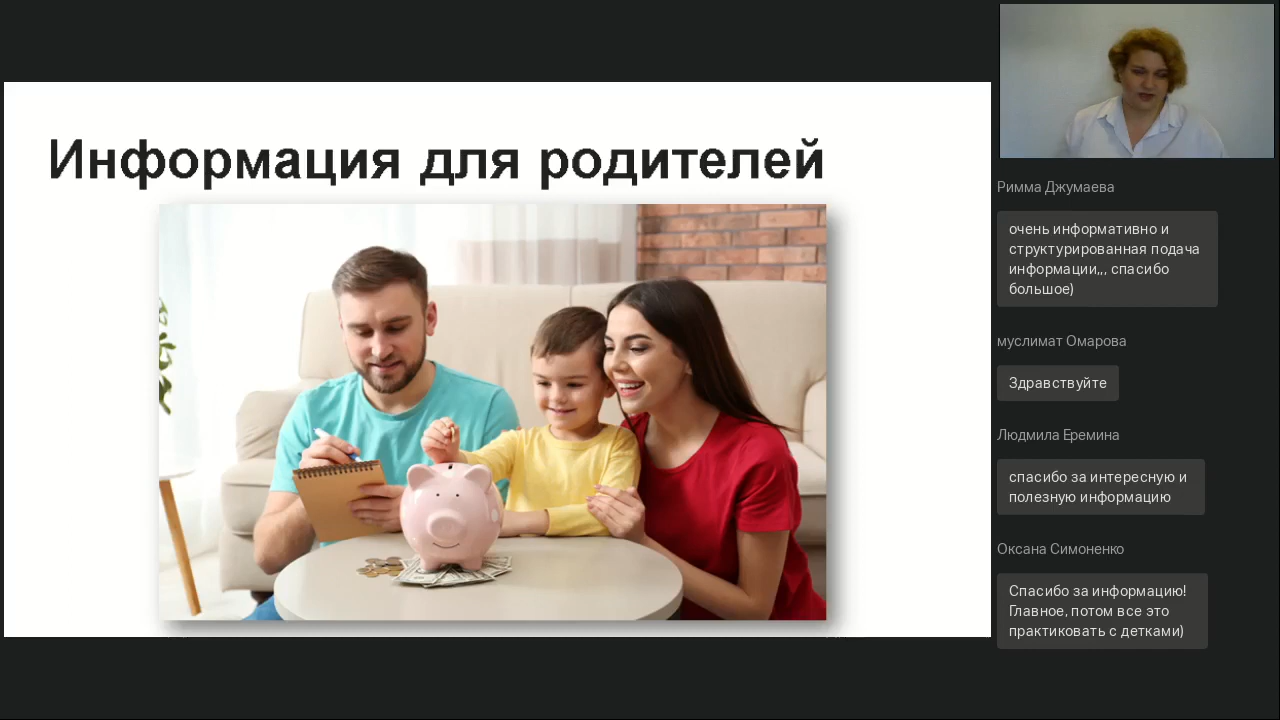 Информация для родителей
Римма Джумаева
очень информативно и
структурированная подача
информации,,, спасибо
большое)
муслимат Омарова
Здравствуйте
Людмила Еремина
спасибо за интересную и
полезную информацию
Оксана Симоненко
Спасибо за информацию!
Главное, потом все это
практиковать с детками)